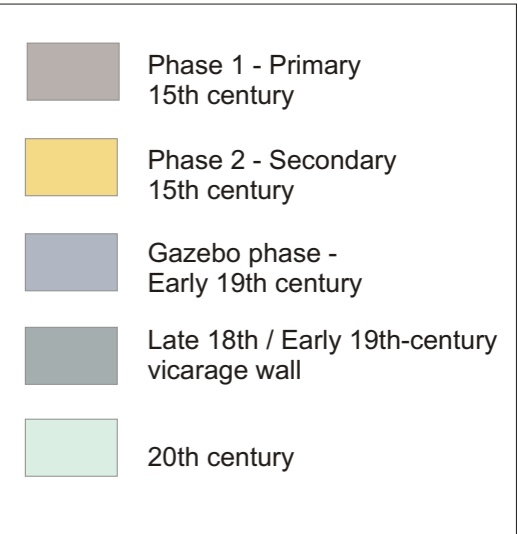 Phase 1 - Primary
15th century
Phase 2 - Secondary
15th century
Gazebo phase -
Early 19th century
Late 18th / Early 19th-century
vicarage wall
20th century